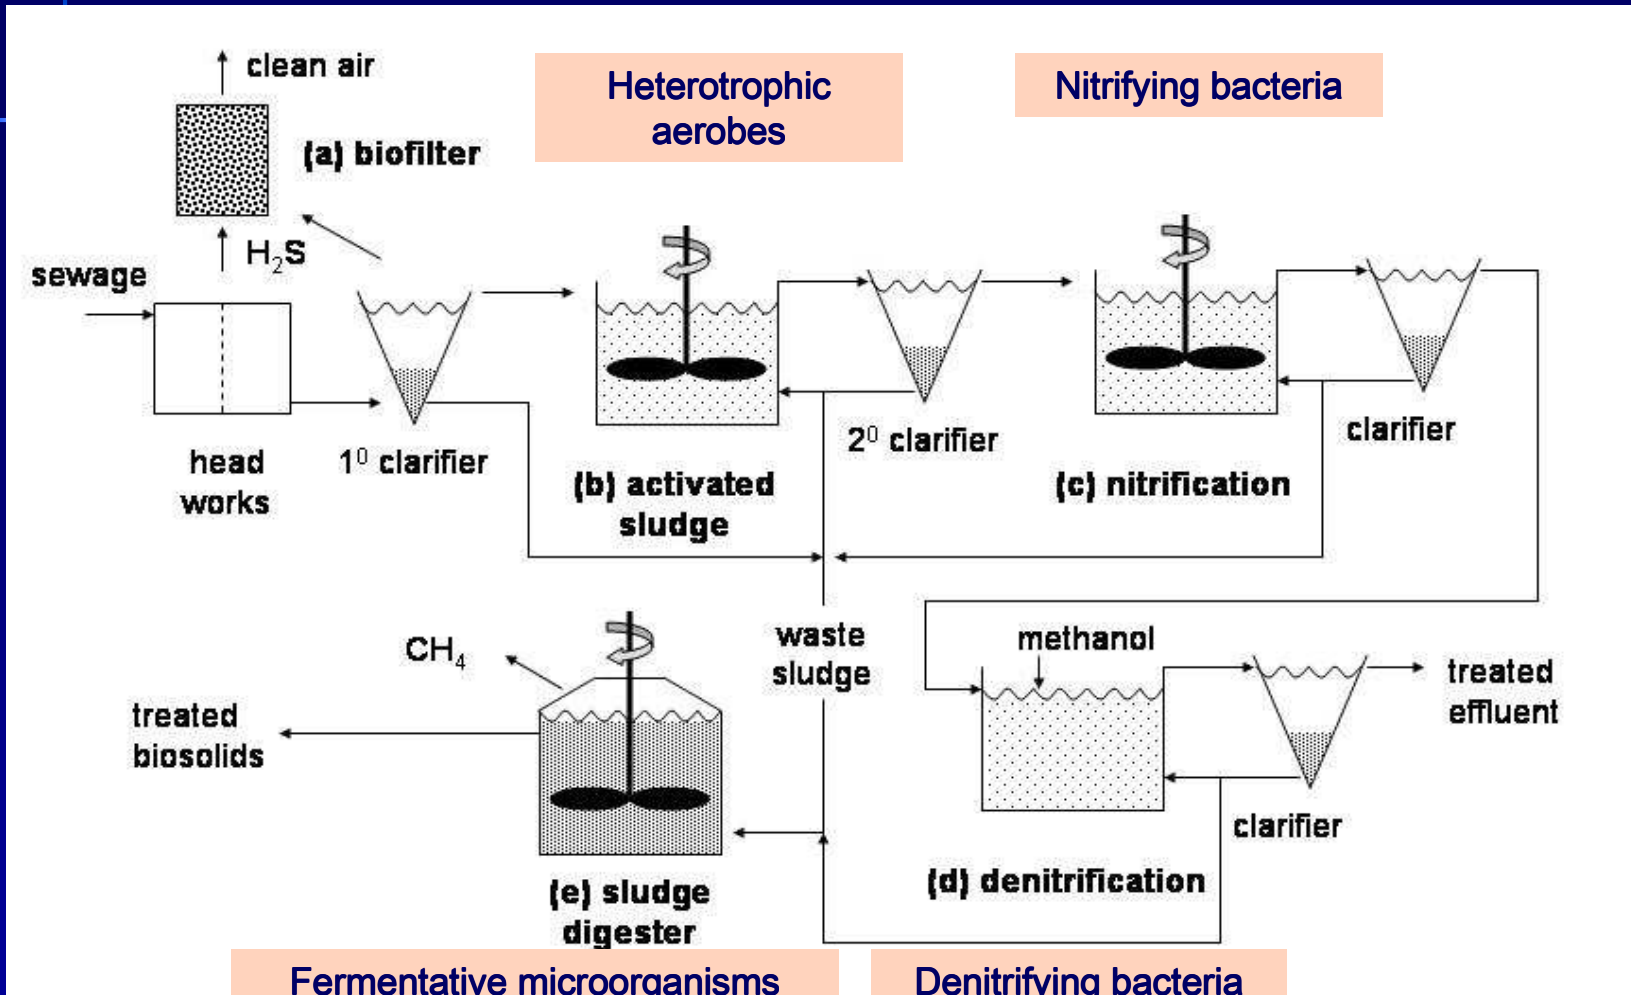 clean air
(a) biofilter
Heterotrophic
aerobes
Nitrifying bacteria
H₂S
sewage
head
works
1⁰ clarifier
(b) activated
sludge
2⁰ clarifier
(c) nitrification
clarifier
CH₄
treated
biosolids
waste
sludge
methanol
treated
effluent
clarifier
(d) denitrification
(e) sludge
digester
Fermentative microorganisms
Denitrifying bacteria